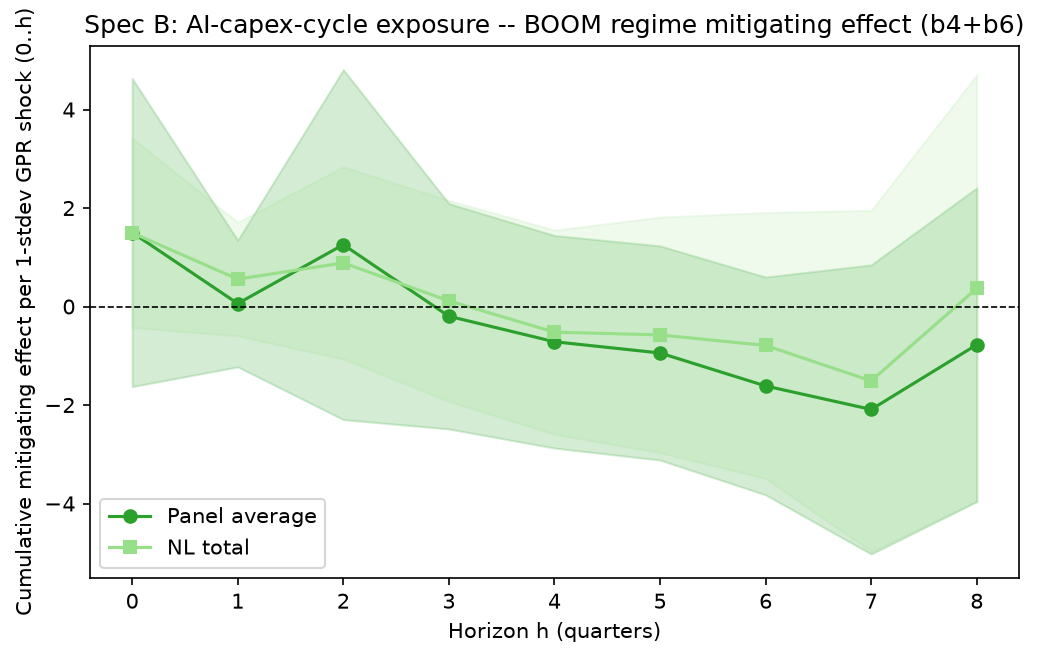 Spec B: AI-capex-cycle exposure -- BOOM regime mitigating effect (b4+b6)
Cumulative mitigating effect per 1-stdev GPR shock (0..h)
4
2
0
−2
−4
Panel average
NL total
0 1 2 3 4 5 6 7 8
Horizon h (quarters)